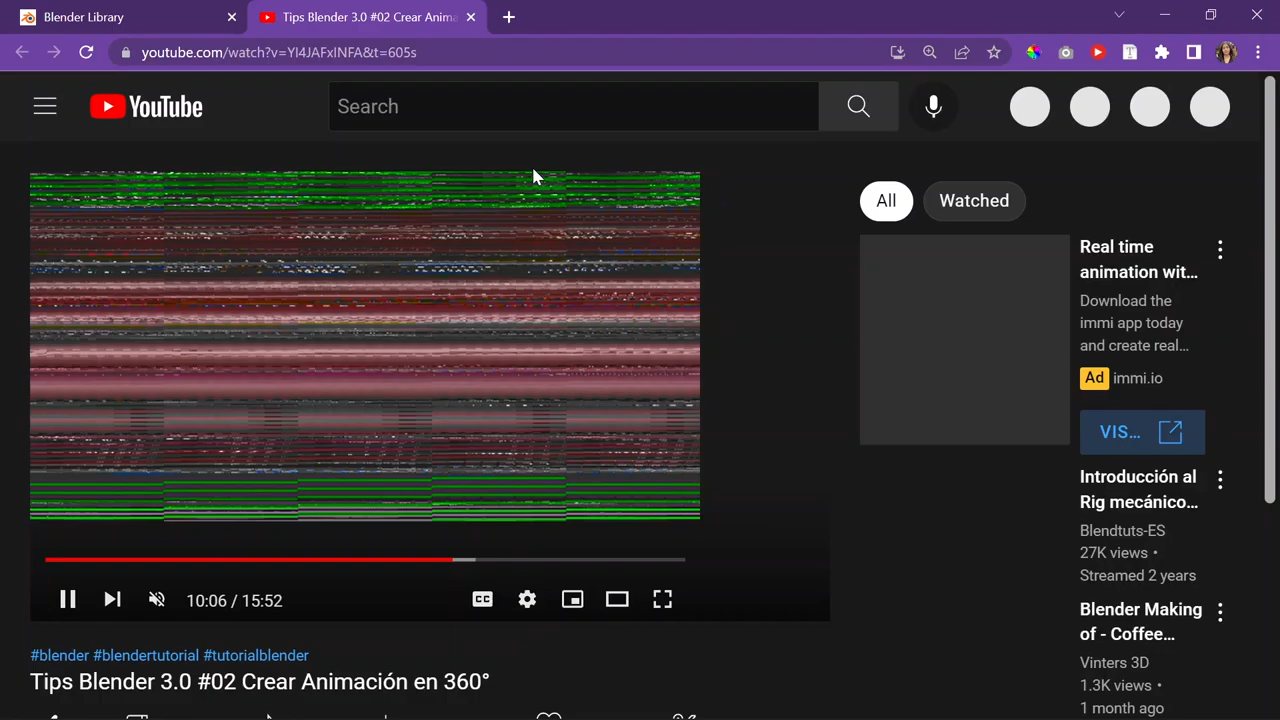 Blender Library
Tips Blender 3.0 #02 Crear Anima
youtube.com/watch?v=YI4JAFxINFA&t=605s
YouTube
Search
All
Watched
Real time
animation wit...
Download the
immi app today
and create real...
Ad immi.io
VIS...
Introducción al
Rig mecánico...
Blendtuts-ES
27K views •
Streamed 2 years
Blender Making
of - Coffee...
Vinters 3D
1.3K views •
1 month ago
10:06 / 15:52
CC
#blender #blendertutorial #tutorialblender
Tips Blender 3.0 #02 Crear Animación en 360°